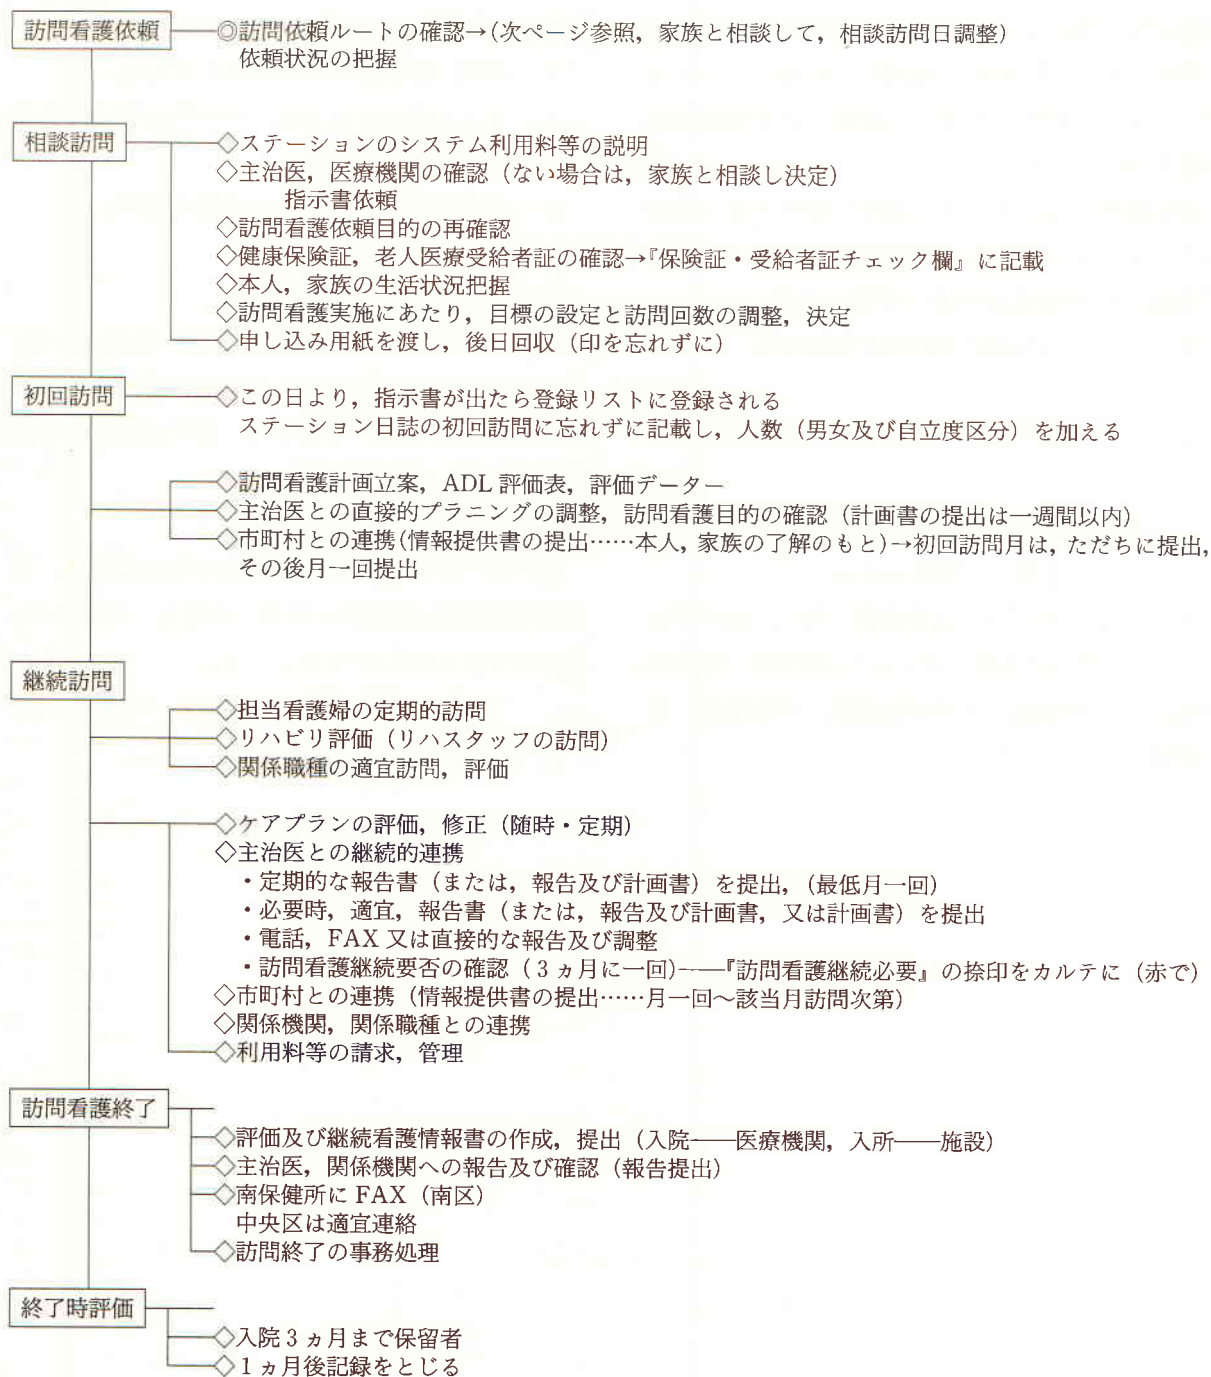 訪問看護依頼 ◎訪問依頼ルートの確認→(次ページ参照，家族と相談して，相談訪問日調整)
依頼状況の把握
相談訪問 ◇ステーションのシステム利用料等の説明
◇主治医，医療機関の確認（ない場合は，家族と相談し決定）
指示書依頼
◇訪問看護依頼目的の再確認
◇健康保険証，老人医療受給者証の確認→『保険証・受給者証チェック欄』に記載
◇本人，家族の生活状況把握
◇訪問看護実施にあたり，目標の設定と訪問回数の調整，決定
◇申し込み用紙を渡し，後日回収（印を忘れずに）
初回訪問 ◇この日より，指示書が出たら登録リストに登録される
ステーション日誌の初回訪問に忘れずに記載し，人数（男女及び自立度区分）を加える
◇訪問看護計画立案，ADL 評価表，評価データー
◇主治医との直接的プラニングの調整，訪問看護目的の確認（計画書の提出は一週間以内）
◇市町村との連携(情報提供書の提出……本人，家族の了解のもと)→初回訪問月は，ただちに提出，
その後月一回提出
継続訪問
◇担当看護婦の定期的訪問
◇リハビリ評価（リハスタッフの訪問）
◇関係職種の適宜訪問，評価
◇ケアプランの評価，修正（随時・定期）
◇主治医との継続的連携
・定期的な報告書（または，報告及び計画書）を提出，（最低月一回）
・必要時，適宜，報告書（または，報告及び計画書，又は計画書）を提出
・電話，FAX 又は直接的な報告及び調整
・訪問看護継続要否の確認（3ヵ月に一回）――『訪問看護継続必要』の捺印をカルテに（赤で）
◇市町村との連携（情報提供書の提出……月一回～該当月訪問次第）
◇関係機関，関係職種との連携
◇利用料等の請求，管理
訪問看護終了
◇評価及び継続看護情報書の作成，提出（入院――医療機関，入所――施設）
◇主治医，関係機関への報告及び確認（報告提出）
◇南保健所に FAX（南区）
中央区は適宜連絡
◇訪問終了の事務処理
終了時評価
◇入院3ヵ月まで保留者
◇1ヵ月後記録をとじる